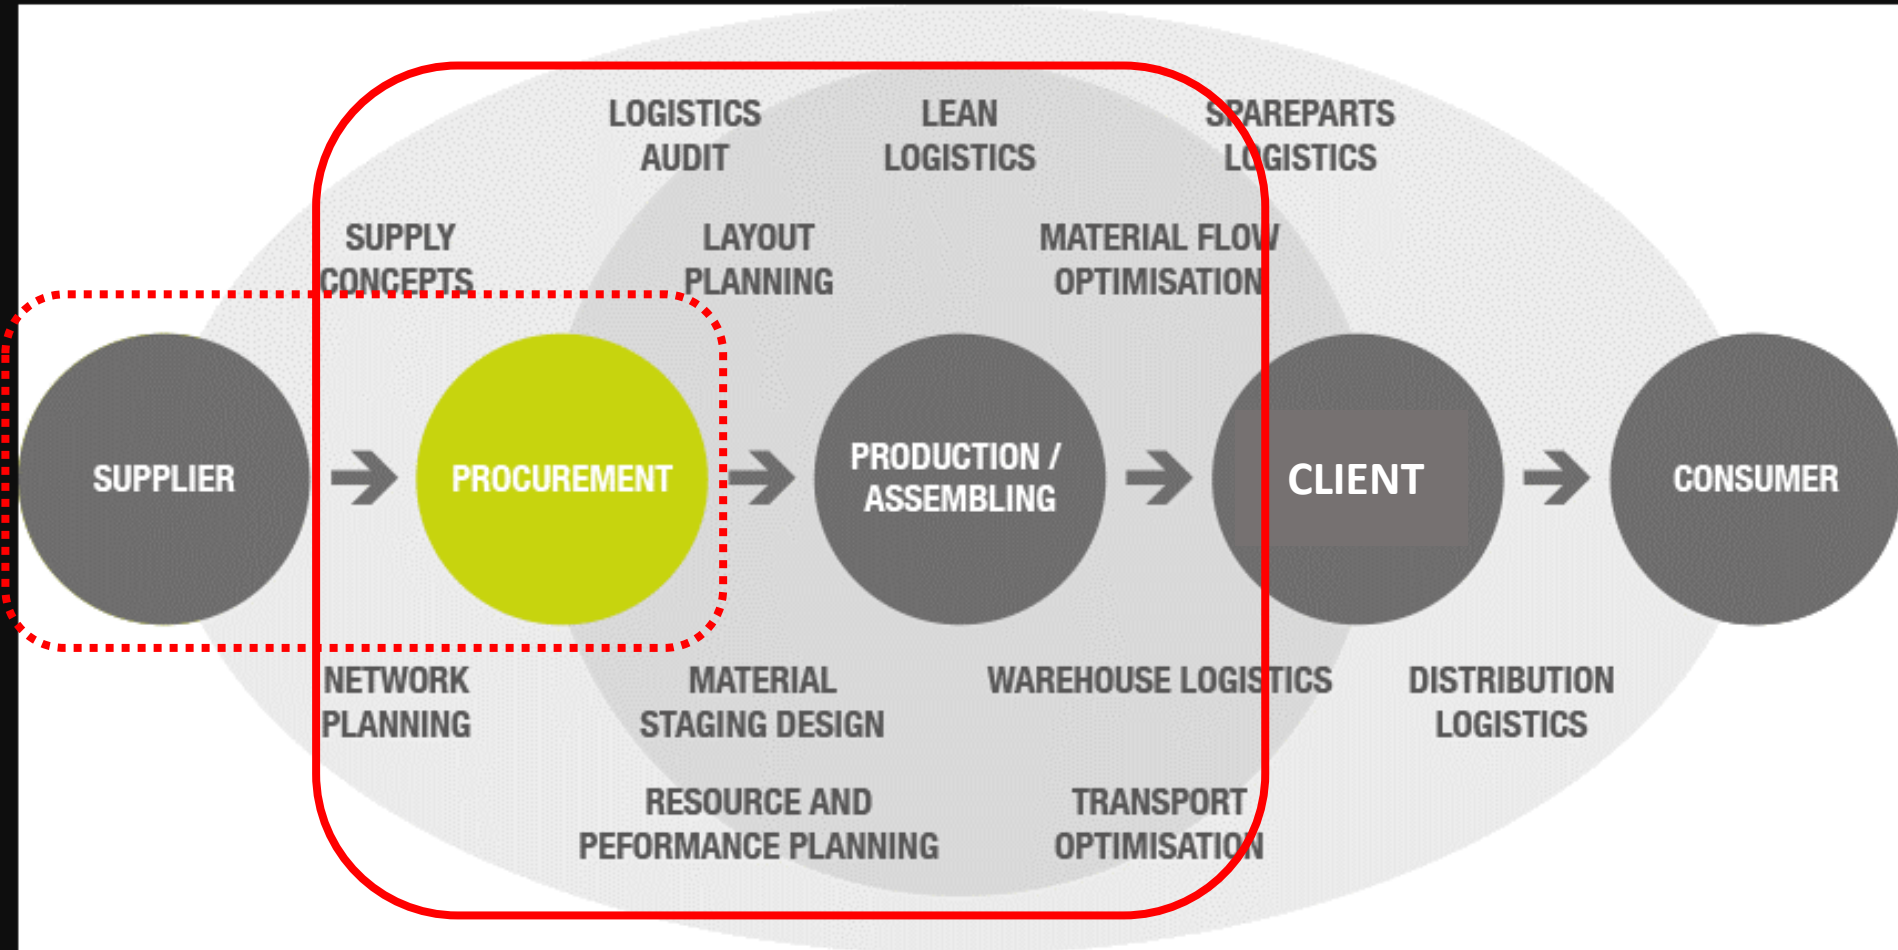 LOGISTICS
AUDIT
LEAN
LOGISTICS
SPAREPARTS
LOGISTICS
SUPPLY
CONCEPTS
LAYOUT
PLANNING
MATERIAL FLOW
OPTIMISATION
SUPPLIER
PROCUREMENT
PRODUCTION /
ASSEMBLING
CLIENT
CONSUMER
NETWORK
PLANNING
MATERIAL
STAGING DESIGN
WAREHOUSE LOGISTICS
DISTRIBUTION
LOGISTICS
RESOURCE AND
PEFORMANCE PLANNING
TRANSPORT
OPTIMISATION